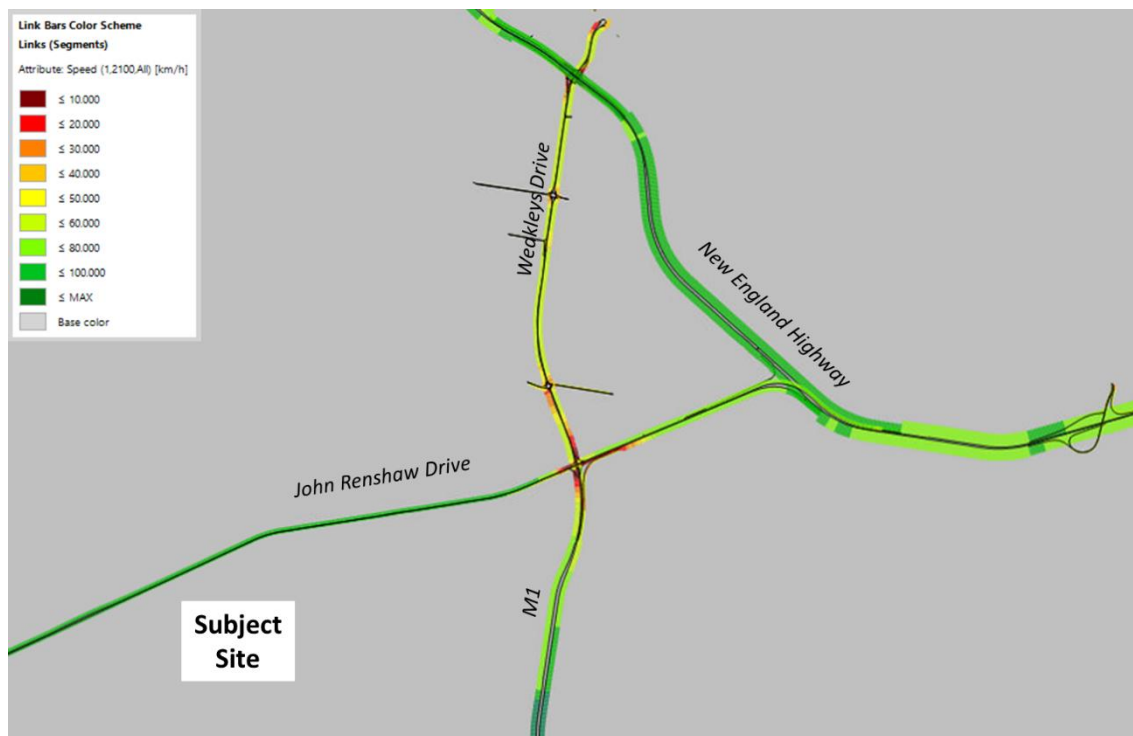 Link Bars Color Scheme
Links (Segments)
Attribute: Speed (1,2100,All) [km/h]
≤ 10.000
≤ 20.000
≤ 30.000
≤ 40.000
≤ 50.000
≤ 60.000
≤ 80.000
≤ 100.000
≤ MAX
Base color
Weakleys Drive
New England Highway
John Renshaw Drive
M1
Subject
Site